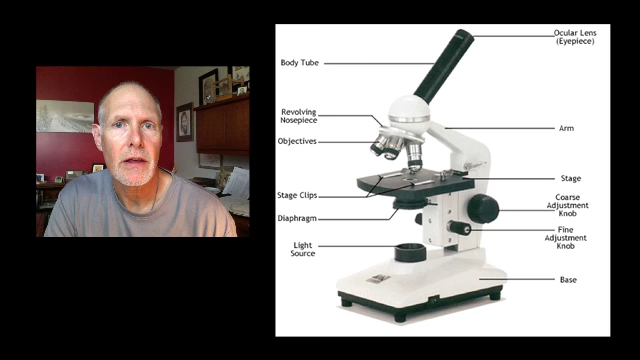 Ocular Lens
(Eyepiece)
Body Tube
Revolving
Nosepiece
Arm
Objectives
Stage
Stage Clips
Coarse
Adjustment
Knob
Diaphragm
Fine
Adjustment
Knob
Light
Source
Base